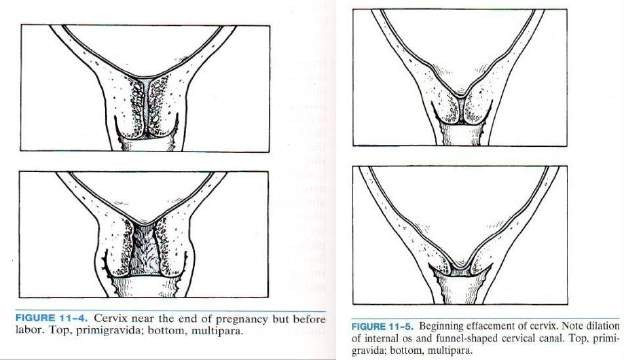 FIGURE 11–4. Cervix near the end of pregnancy but before
labor. Top, primigravida; bottom, multipara.
FIGURE 11–5. Beginning effacement of cervix. Note dilation
of internal os and funnel-shaped cervical canal. Top, primi-
gravida; bottom, multipara.